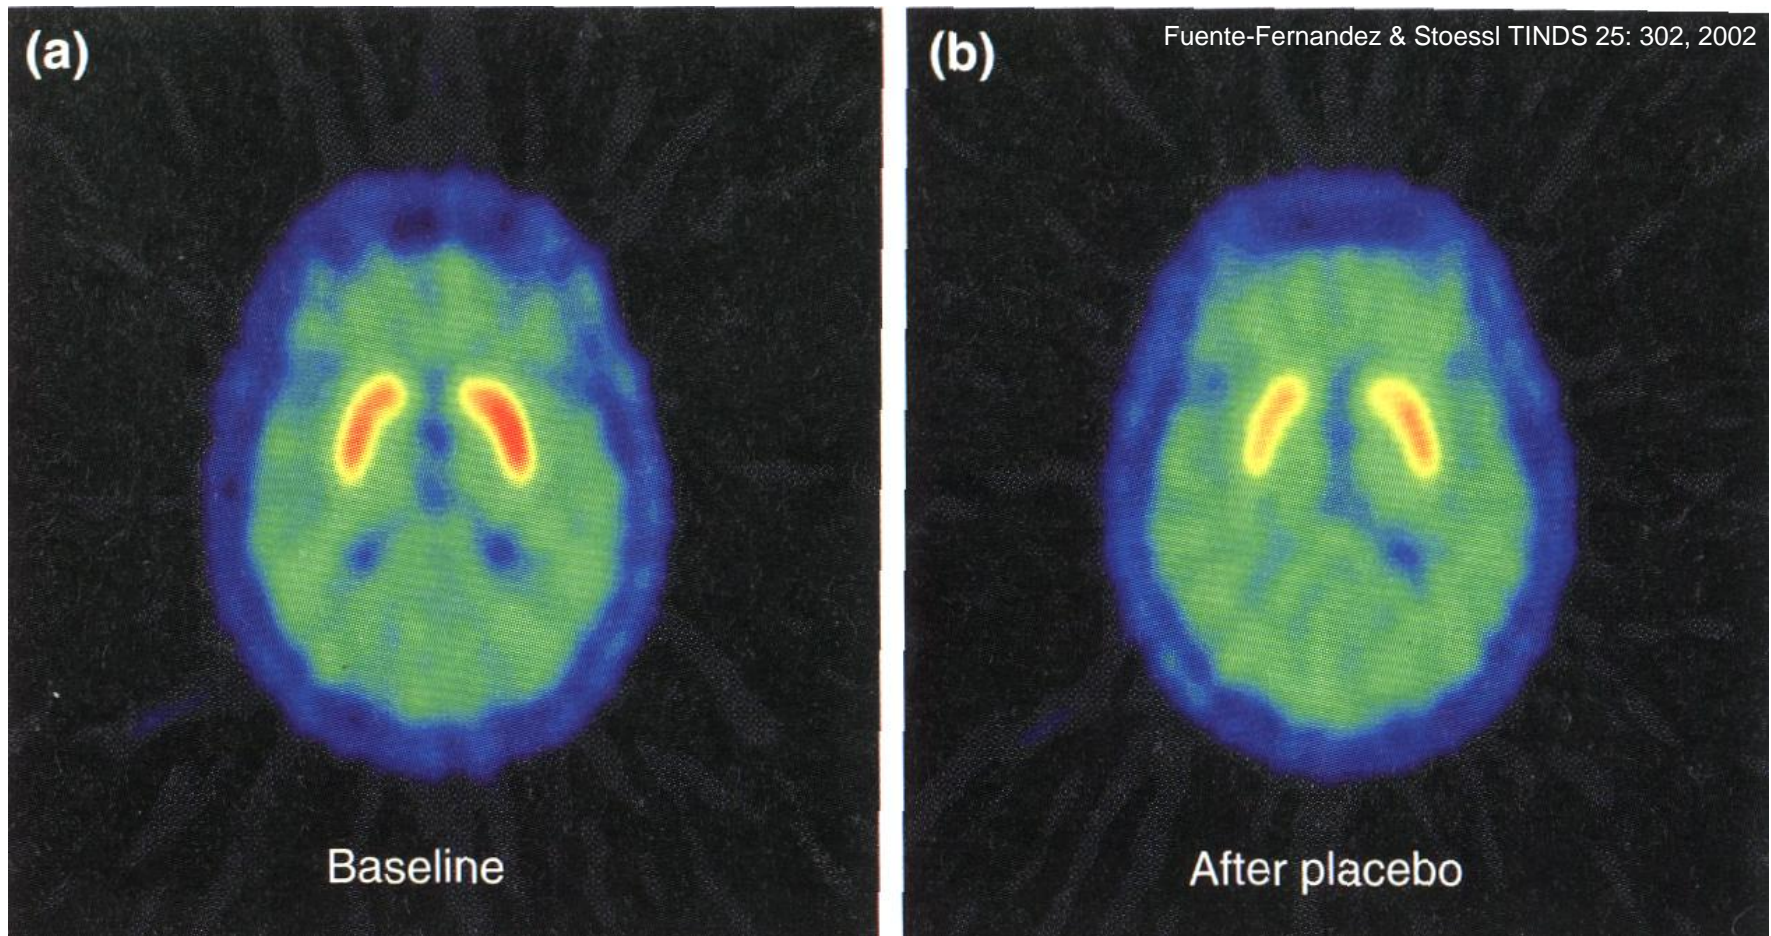 (a)
(b)
Fuente-Fernandez & Stoessl TINDS 25: 302, 2002
Baseline
After placebo